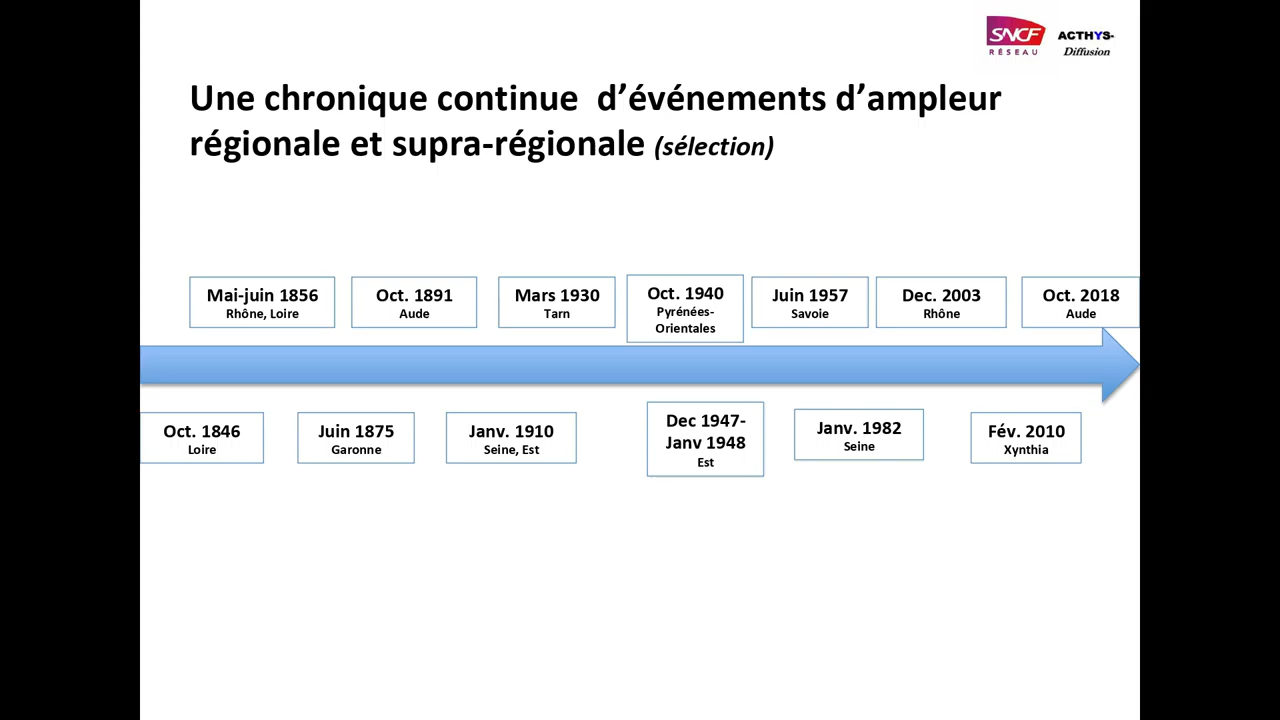 SNCF
RÉSEAU
ACTHYS-
Diffusion
Une chronique continue  d’événements d’ampleur
régionale et supra-régionale (sélection)
Mai-juin 1856
Rhône, Loire
Oct. 1891
Aude
Mars 1930
Tarn
Oct. 1940
Pyrénées-
Orientales
Juin 1957
Savoie
Dec. 2003
Rhône
Oct. 2018
Aude
Oct. 1846
Loire
Juin 1875
Garonne
Janv. 1910
Seine, Est
Dec 1947-
Janv 1948
Est
Janv. 1982
Seine
Fév. 2010
Xynthia